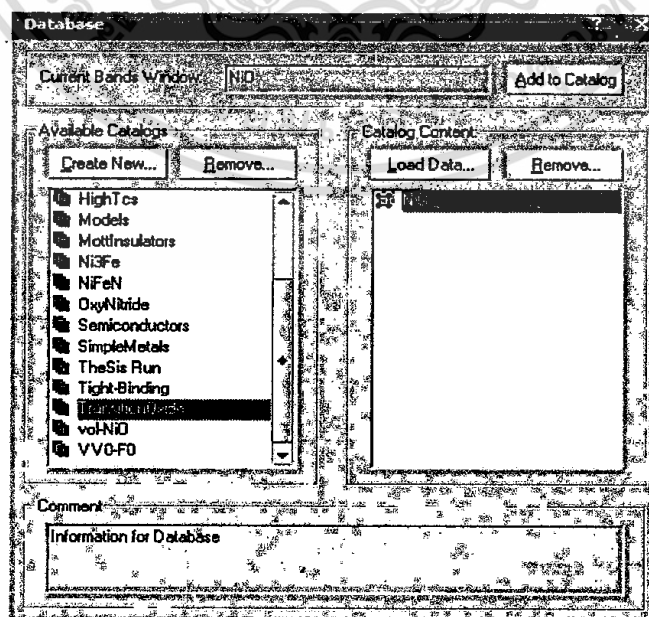 Database
Current Bands Window: NiO Add to Catalog
Available Catalogs
Create New... Remove...
HighTcs
Models
MottInsulators
Ni3Fe
NiFeN
OxyNitride
Semiconductors
SimpleMetals
TheSis Run
Tight-Binding
vol-NiO
VV0-F0
Catalog Content
Load Data... Remove...
Comment
Information for Database